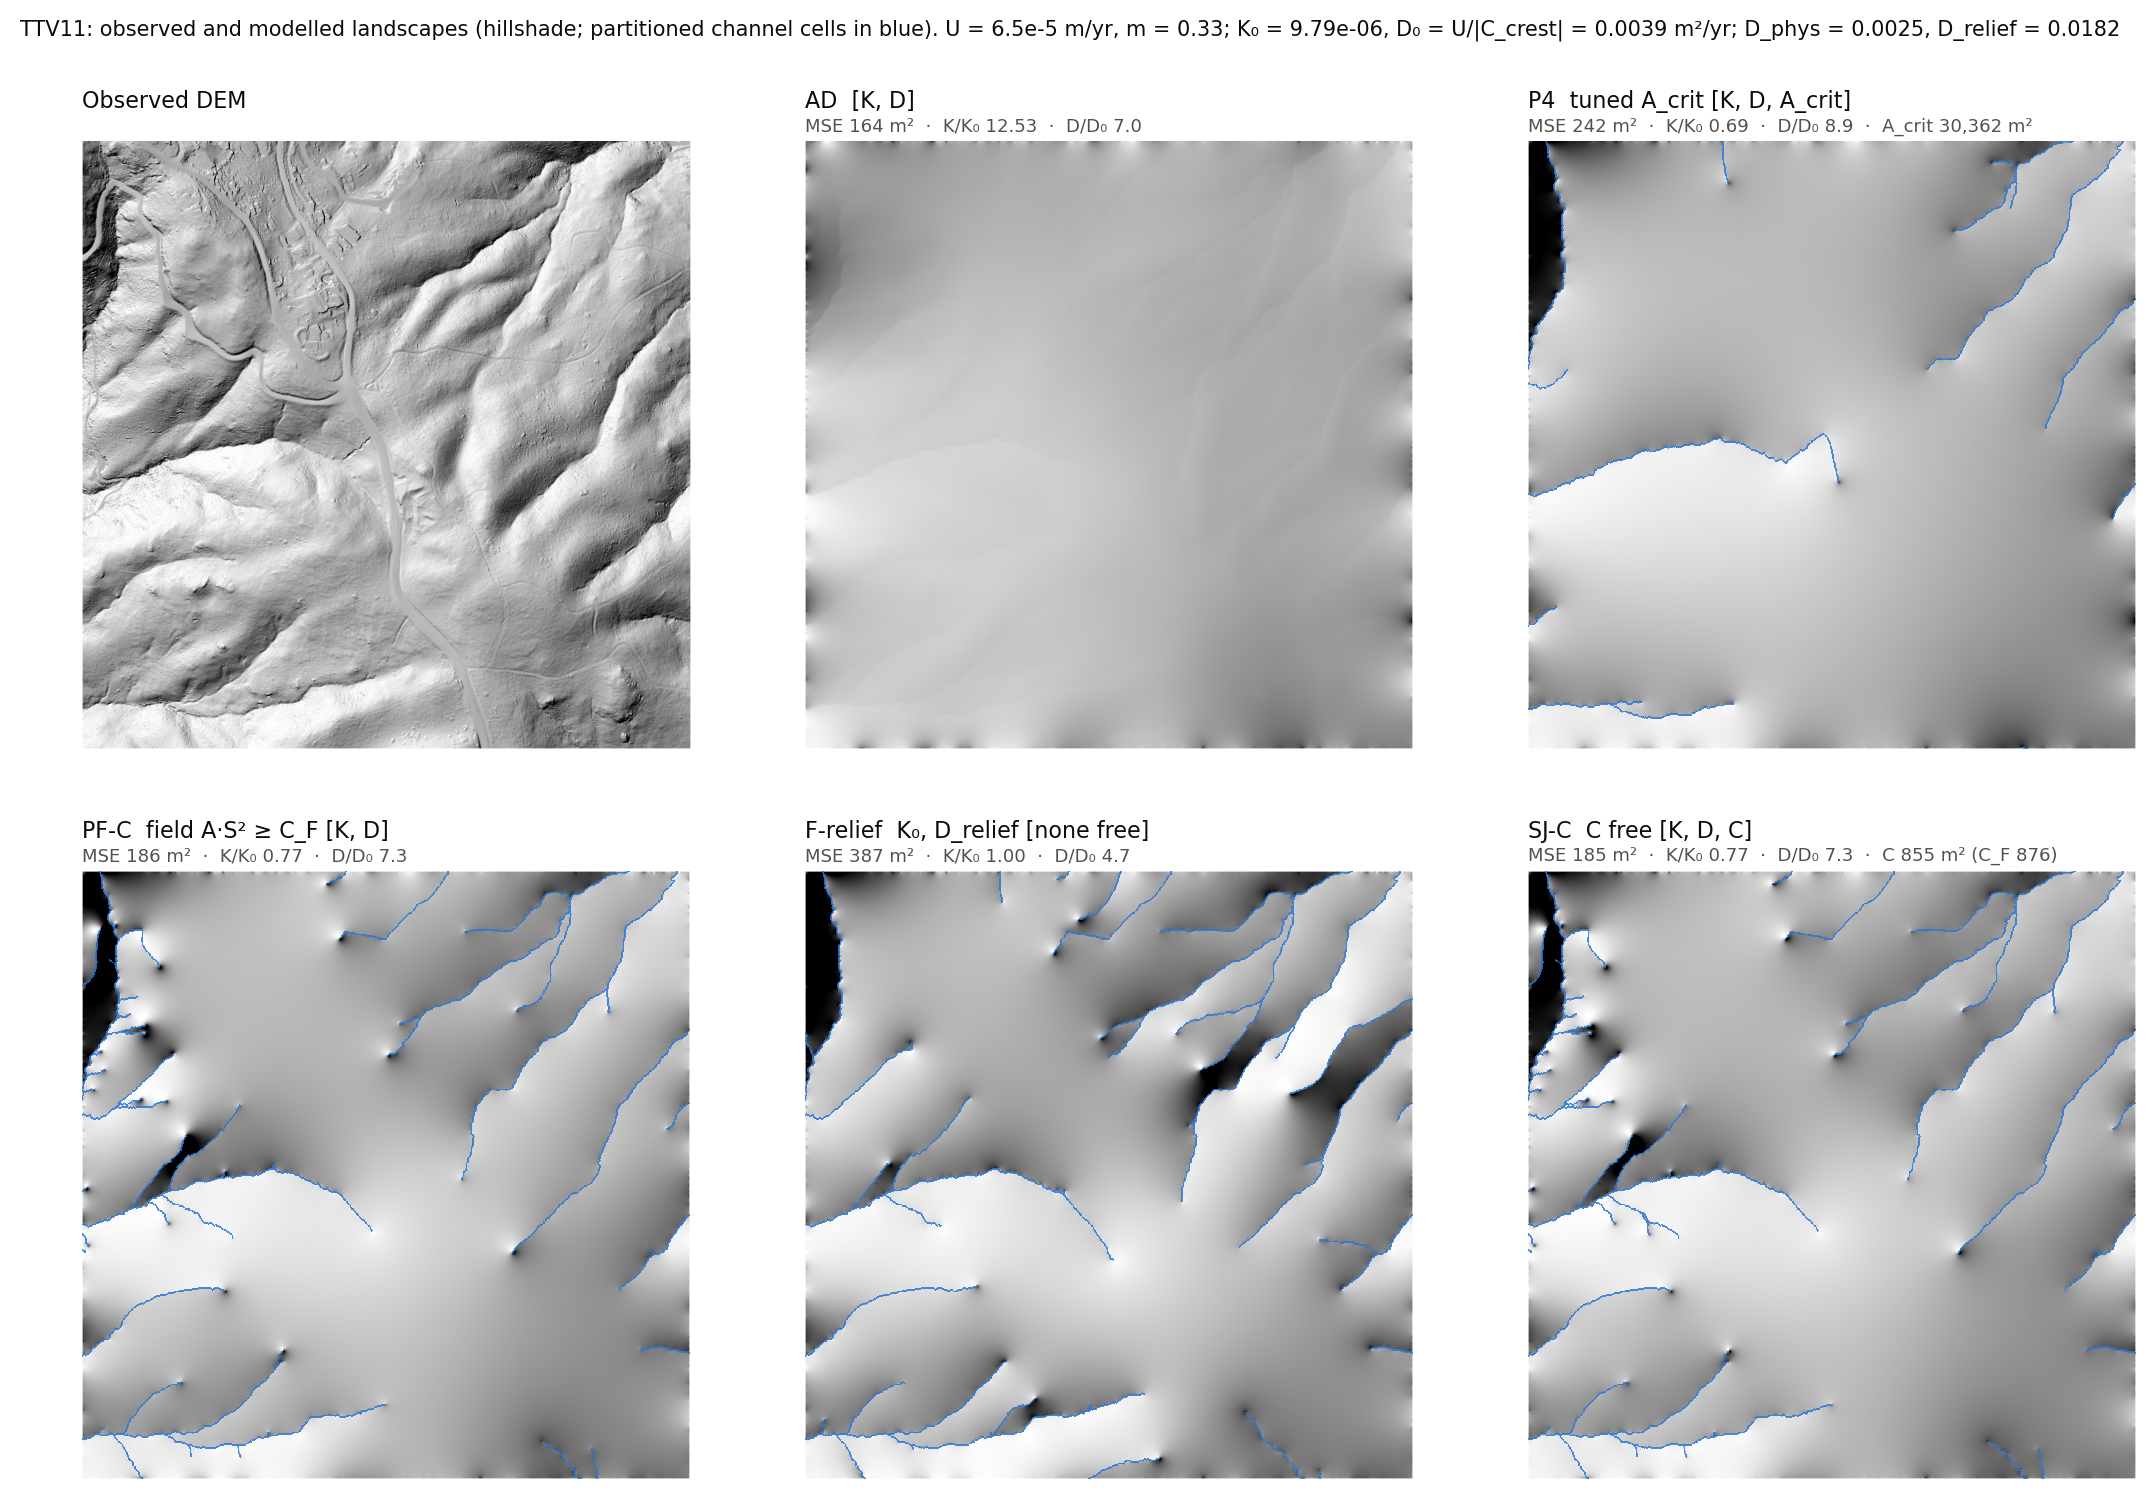 TTV11: observed and modelled landscapes (hillshade; partitioned channel cells in blue). U = 6.5e-5 m/yr, m = 0.33; K₀ = 9.79e-06, D₀ = U/|C_crest| = 0.0039 m²/yr; D_phys = 0.0025, D_relief = 0.0182
Observed DEM
AD  [K, D]
MSE 164 m²  ·  K/K₀ 12.53  ·  D/D₀ 7.0
P4  tuned A_crit [K, D, A_crit]
MSE 242 m²  ·  K/K₀ 0.69  ·  D/D₀ 8.9  ·  A_crit 30,362 m²
PF-C  field A·S² ≥ C_F [K, D]
MSE 186 m²  ·  K/K₀ 0.77  ·  D/D₀ 7.3
F-relief  K₀, D_relief [none free]
MSE 387 m²  ·  K/K₀ 1.00  ·  D/D₀ 4.7
SJ-C  C free [K, D, C]
MSE 185 m²  ·  K/K₀ 0.77  ·  D/D₀ 7.3  ·  C 855 m² (C_F 876)